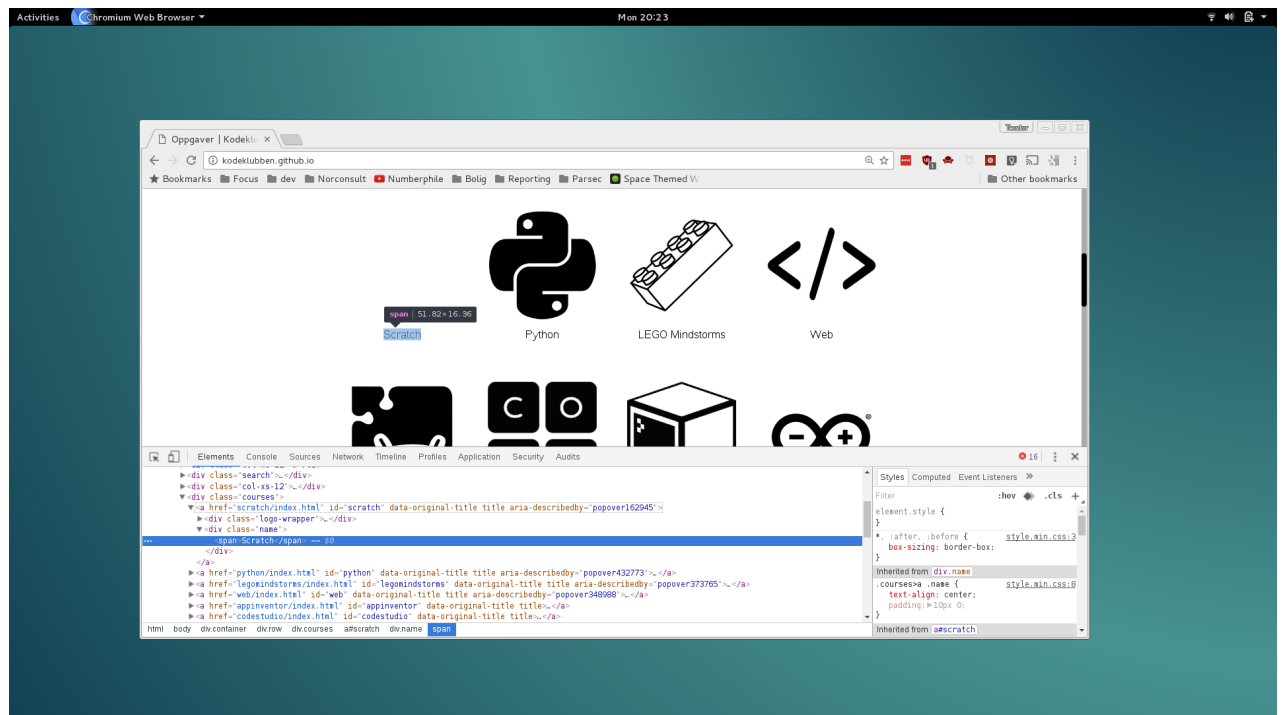 Activities Chromium Web Browser Mon 20:23
Oppgaver | Kodeklu Teodor
kodeklubben.github.io
Bookmarks Focus dev Norconsult Numberphile Bolig Reporting Parsec Space Themed W Other bookmarks
span | 51.82×16.36
Scratch Python LEGO Mindstorms Web
C O
Elements Console Sources Network Timeline Profiles Application Security Audits 16
▶<div class="search">…</div>
▶<div class="col-xs-12">…</div>
▼<div class="courses">
▼<a href="scratch/index.html" id="scratch" data-original-title title aria-describedby="popover162945">
▶<div class="logo-wrapper">…</div>
▼<div class="name">
<span>Scratch</span> == $0
</div>
</a>
▶<a href="python/index.html" id="python" data-original-title title aria-describedby="popover432773">…</a>
▶<a href="legomindstorms/index.html" id="legomindstorms" data-original-title title aria-describedby="popover373765">…</a>
▶<a href="web/index.html" id="web" data-original-title title aria-describedby="popover348988">…</a>
▶<a href="appinventor/index.html" id="appinventor" data-original-title title>…</a>
▶<a href="codestudio/index.html" id="codestudio" data-original-title title>…</a>
html body div.container div.row div.courses a#scratch div.name span
Styles Computed Event Listeners »
Filter :hov .cls +
element.style {
}
*, :after, :before { style.min.css:3
box-sizing: border-box;
}
Inherited from div.name
.courses>a .name { style.min.css:8
text-align: center;
padding:▶10px 0;
}
Inherited from a#scratch